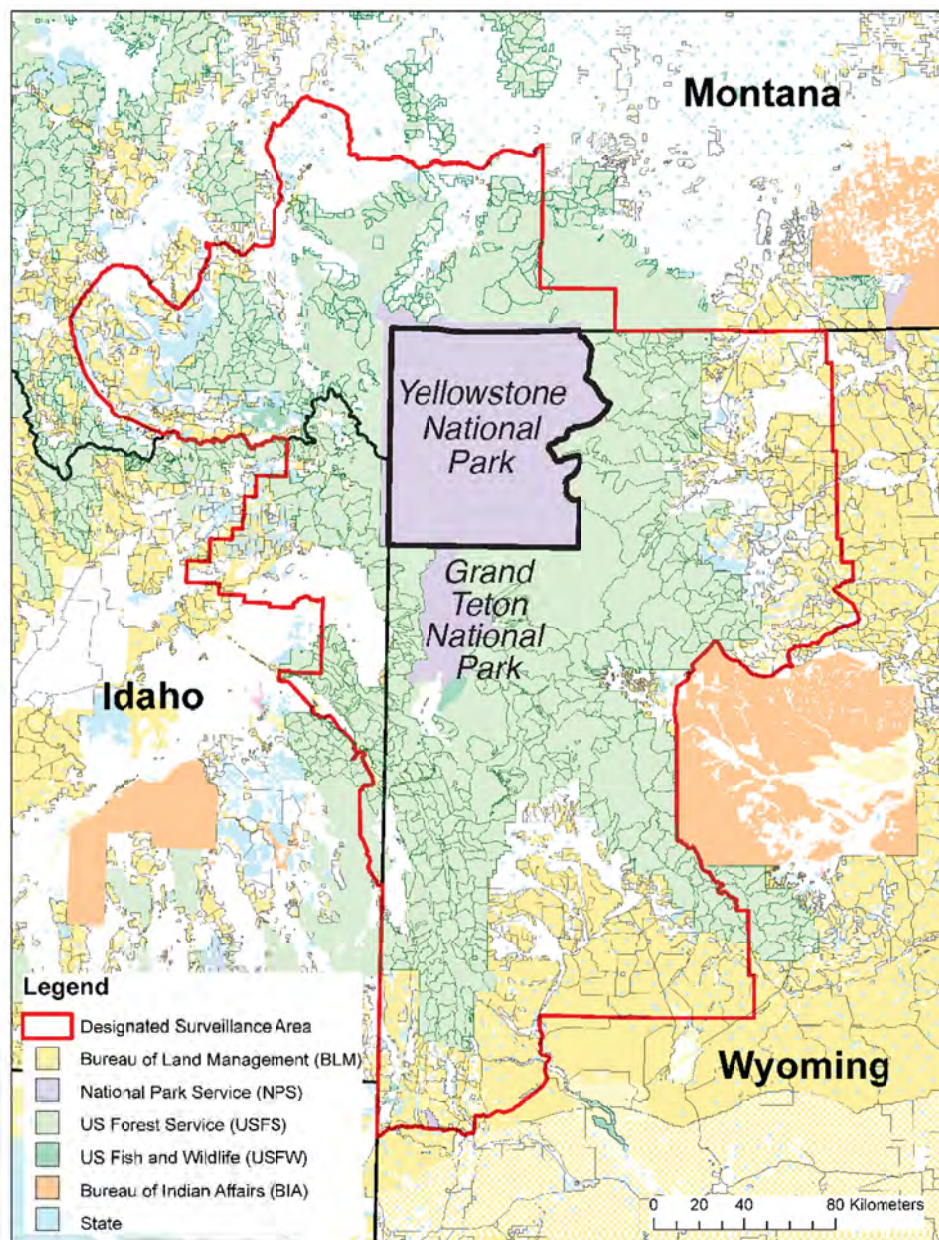 Montana
Yellowstone
National
Park
Grand
Teton
National
Park
Idaho
Wyoming
Legend
Designated Surveillance Area
Bureau of Land Management (BLM)
National Park Service (NPS)
US Forest Service (USFS)
US Fish and Wildlife (USFW)
Bureau of Indian Affairs (BIA)
State
0 20 40 80 Kilometers